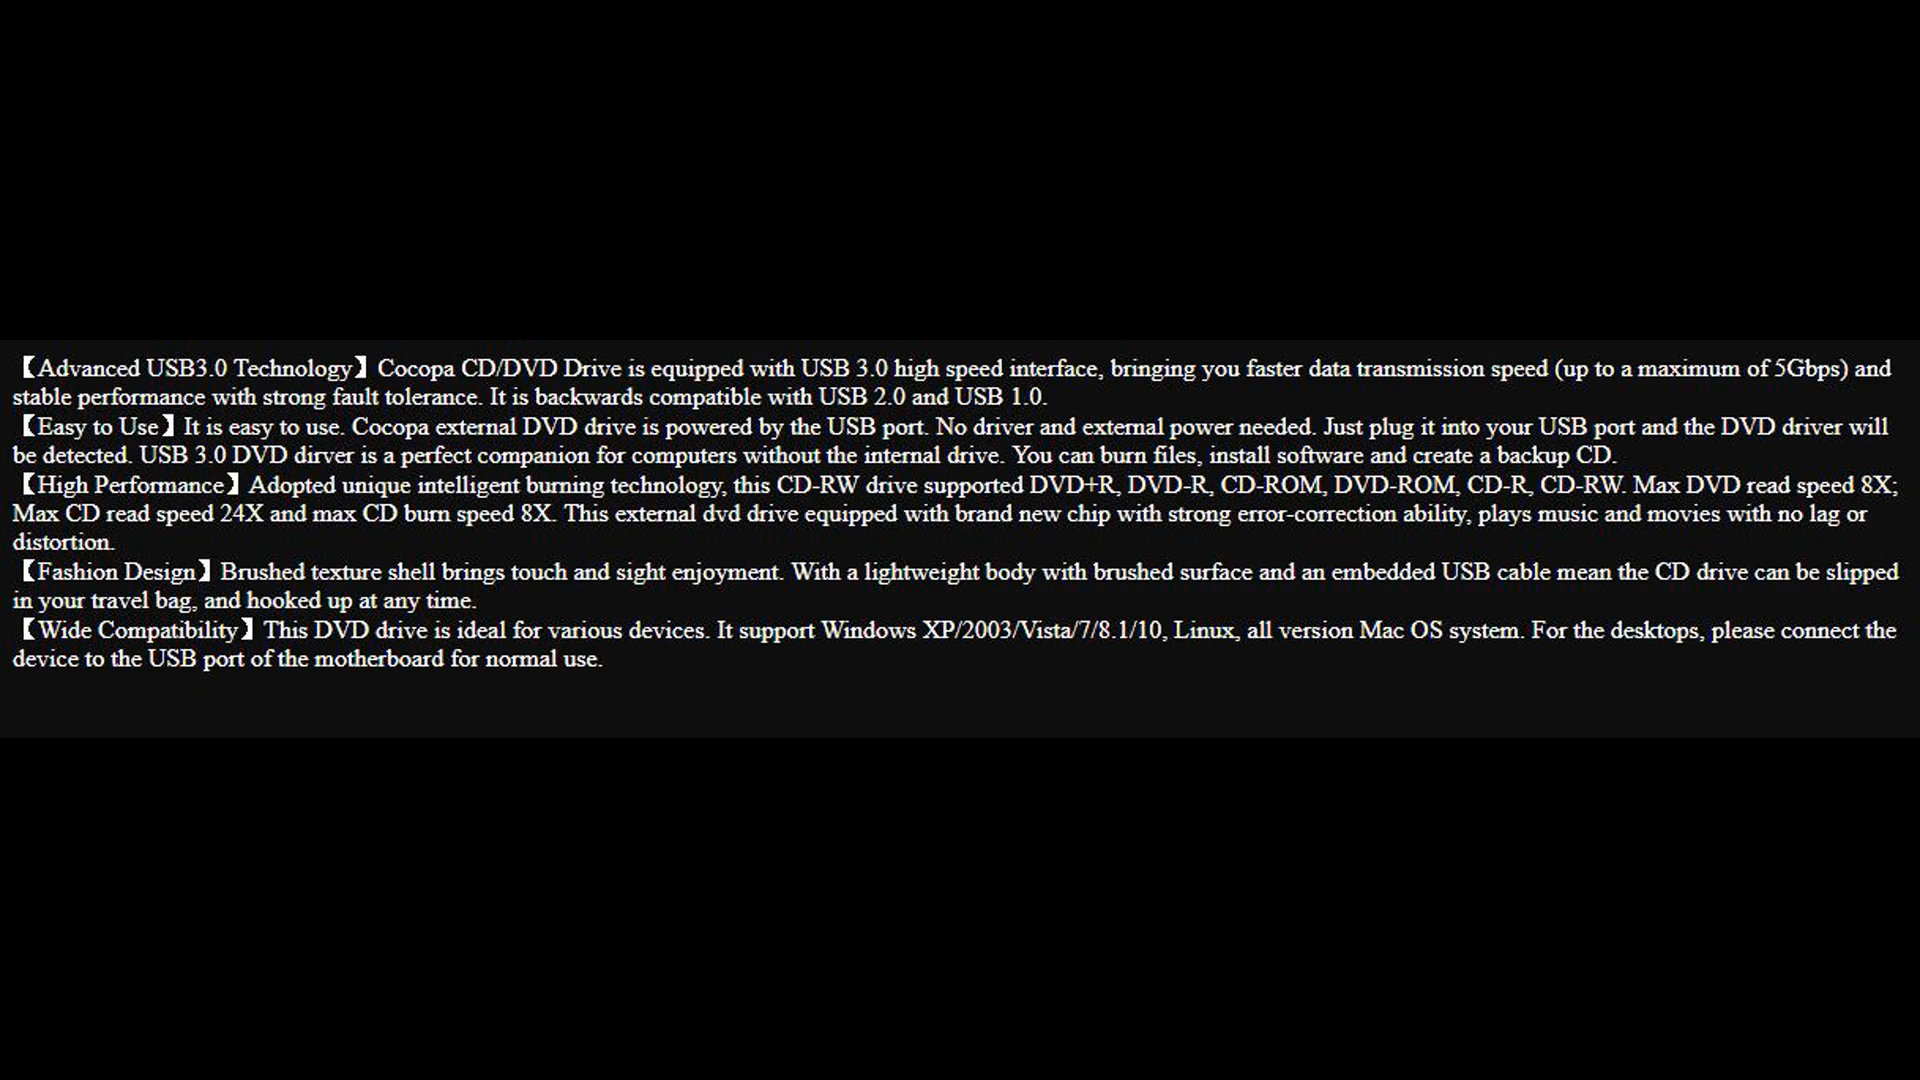 【Advanced USB3.0 Technology】Cocopa CD/DVD Drive is equipped with USB 3.0 high speed interface, bringing you faster data transmission speed (up to a maximum of 5Gbps) and
stable performance with strong fault tolerance. It is backwards compatible with USB 2.0 and USB 1.0.
【Easy to Use】It is easy to use. Cocopa external DVD drive is powered by the USB port. No driver and external power needed. Just plug it into your USB port and the DVD driver will
be detected. USB 3.0 DVD dirver is a perfect companion for computers without the internal drive. You can burn files, install software and create a backup CD.
【High Performance】Adopted unique intelligent burning technology, this CD-RW drive supported DVD+R, DVD-R, CD-ROM, DVD-ROM, CD-R, CD-RW. Max DVD read speed 8X;
Max CD read speed 24X and max CD burn speed 8X. This external dvd drive equipped with brand new chip with strong error-correction ability, plays music and movies with no lag or
distortion.
【Fashion Design】Brushed texture shell brings touch and sight enjoyment. With a lightweight body with brushed surface and an embedded USB cable mean the CD drive can be slipped
in your travel bag, and hooked up at any time.
【Wide Compatibility】This DVD drive is ideal for various devices. It support Windows XP/2003/Vista/7/8.1/10, Linux, all version Mac OS system. For the desktops, please connect the
device to the USB port of the motherboard for normal use.